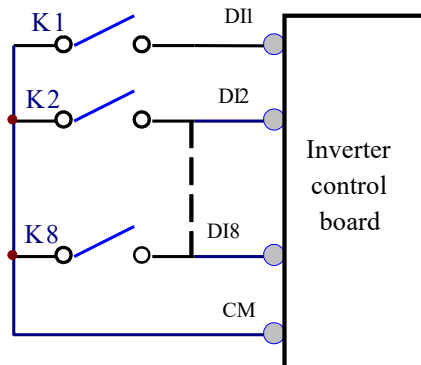 K1
DI1
K2
DI2
Inverter
control
board
K8
DI8
CM